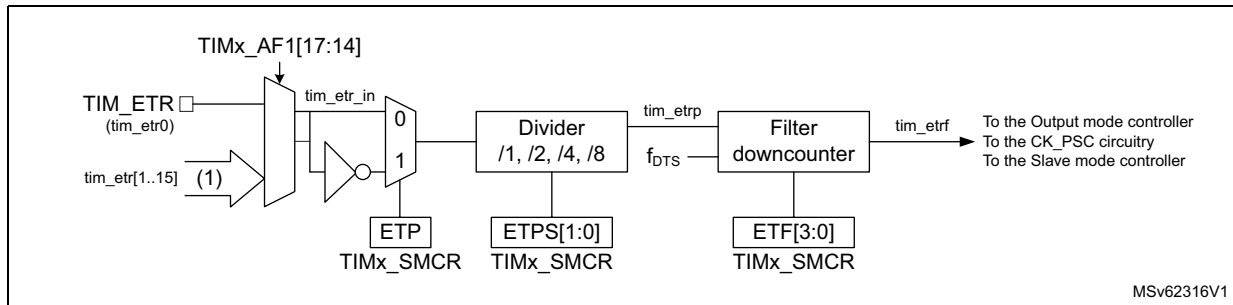 TIMx_AF1[17:14]
TIM_ETR
(tim_etr0)
tim_etr[1..15]
(1)
tim_etr_in
0
1
ETP
TIMx_SMCR
Divider
/1, /2, /4, /8
ETPS[1:0]
TIMx_SMCR
tim_etrp
fDTS
Filter
downcounter
ETF[3:0]
TIMx_SMCR
tim_etrf
To the Output mode controller
To the CK_PSC circuitry
To the Slave mode controller
MSv62316V1